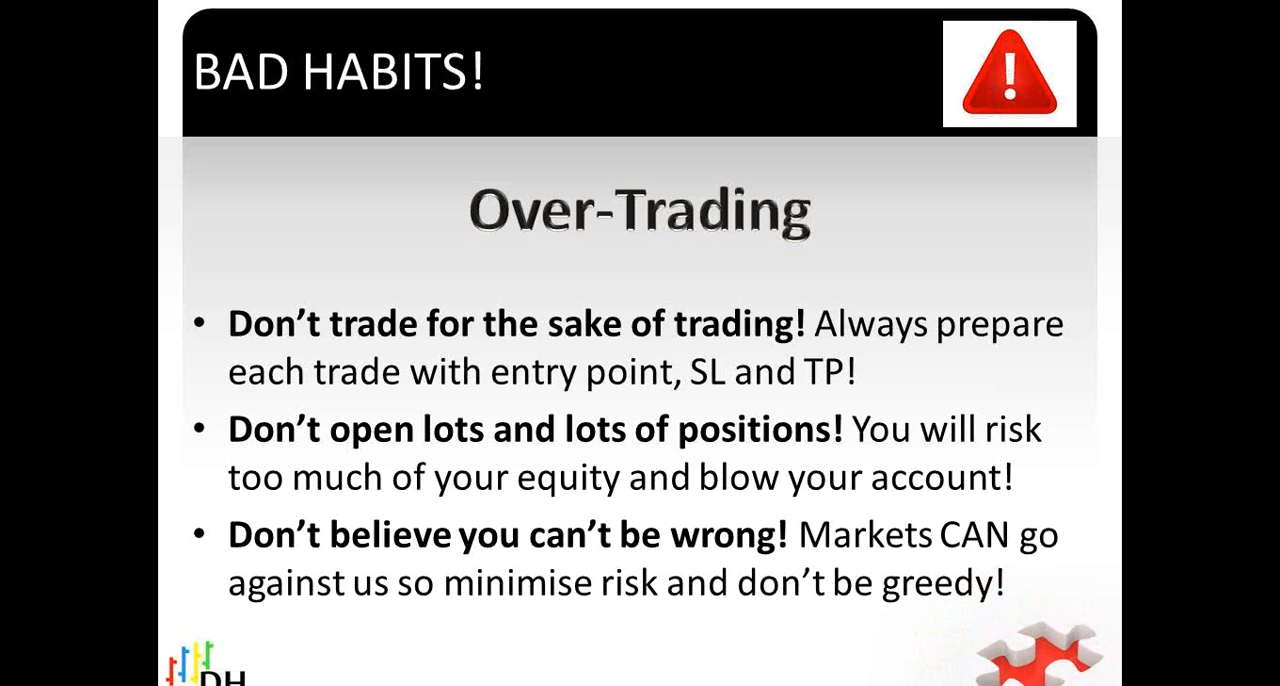 BAD HABITS!
Over-Trading
• Don’t trade for the sake of trading! Always prepare
each trade with entry point, SL and TP!
• Don’t open lots and lots of positions! You will risk
too much of your equity and blow your account!
• Don’t believe you can’t be wrong! Markets CAN go
against us so minimise risk and don’t be greedy!
DH